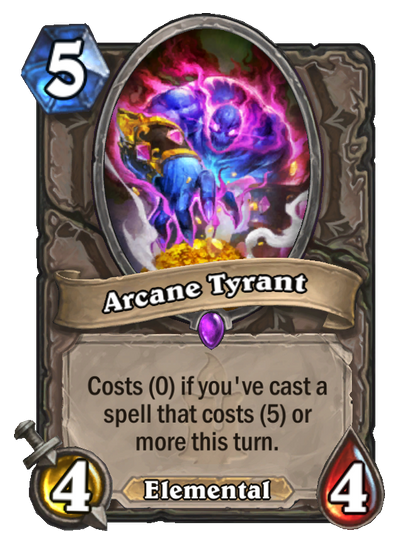 5
Arcane Tyrant
Costs (0) if you've cast a
spell that costs (5) or
more this turn.
4
Elemental
4